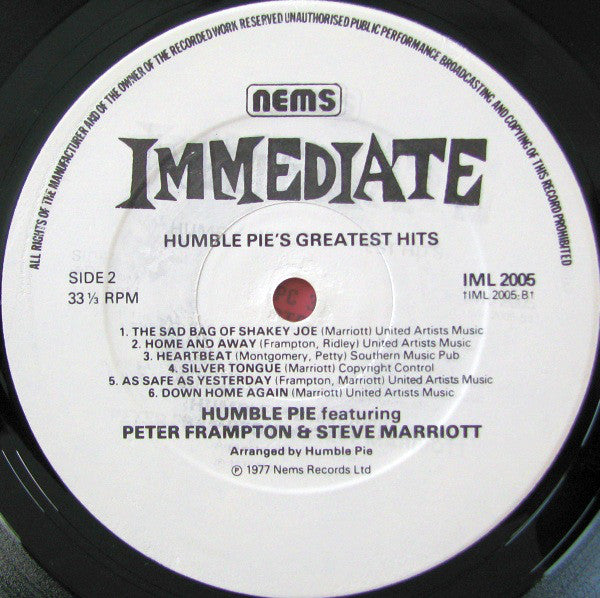 ALL RIGHTS OF THE MANUFACTURER AND OF THE OWNER OF THE RECORDED WORK RESERVED UNAUTHORISED PUBLIC PERFORMANCE BROADCASTING AND COPYING OF THIS RECORD PROHIBITED
nems
IMMEDIATE
HUMBLE PIE'S GREATEST HITS
SIDE 2
33 ⅓ RPM
IML 2005
1. THE SAD BAG OF SHAKEY JOE (Marriott) United Artists Music
2. HOME AND AWAY (Frampton, Ridley) United Artists Music
3. HEARTBEAT (Montgomery, Petty) Southern Music Pub
4. SILVER TONGUE (Marriott) Copyright Control
5. AS SAFE AS YESTERDAY (Frampton, Marriott) United Artists Music
6. DOWN HOME AGAIN (Marriott) United Artists Music
HUMBLE PIE featuring
PETER FRAMPTON & STEVE MARRIOTT
Arranged by Humble Pie
℗ 1977 Nems Records Ltd